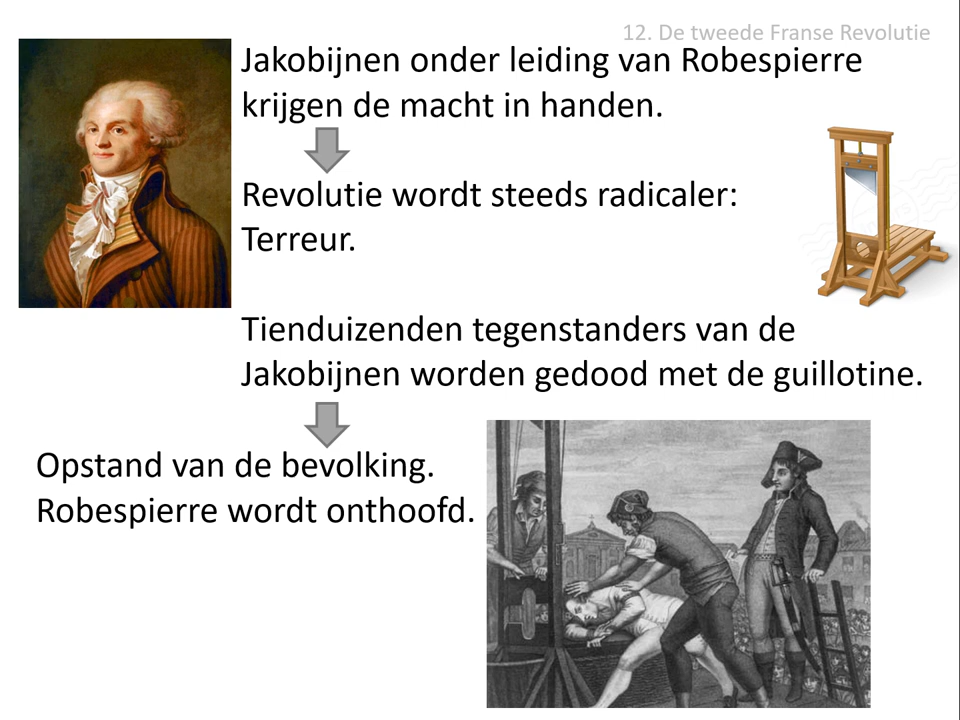 12. De tweede Franse Revolutie
Jakobijnen onder leiding van Robespierre
krijgen de macht in handen.
Revolutie wordt steeds radicaler:
Terreur.
Tienduizenden tegenstanders van de
Jakobijnen worden gedood met de guillotine.
Opstand van de bevolking.
Robespierre wordt onthoofd.